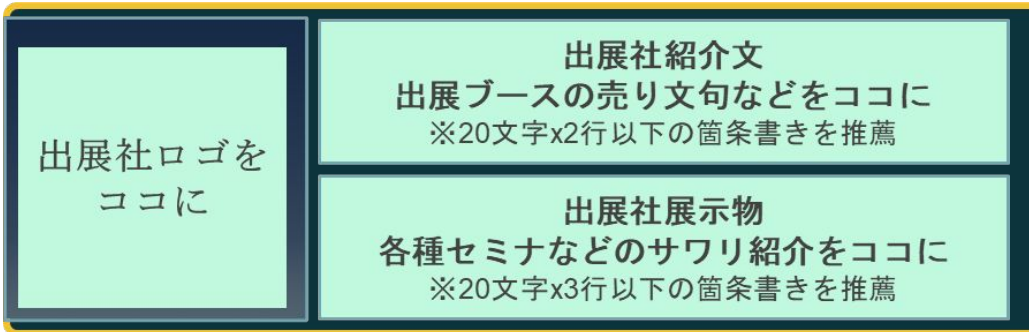 出展社ロゴを
ココに
出展社紹介文
出展ブースの売り文句などをココに
※20文字x2行以下の箇条書きを推薦
出展社展示物
各種セミナなどのサワリ紹介をココに
※20文字x3行以下の箇条書きを推薦